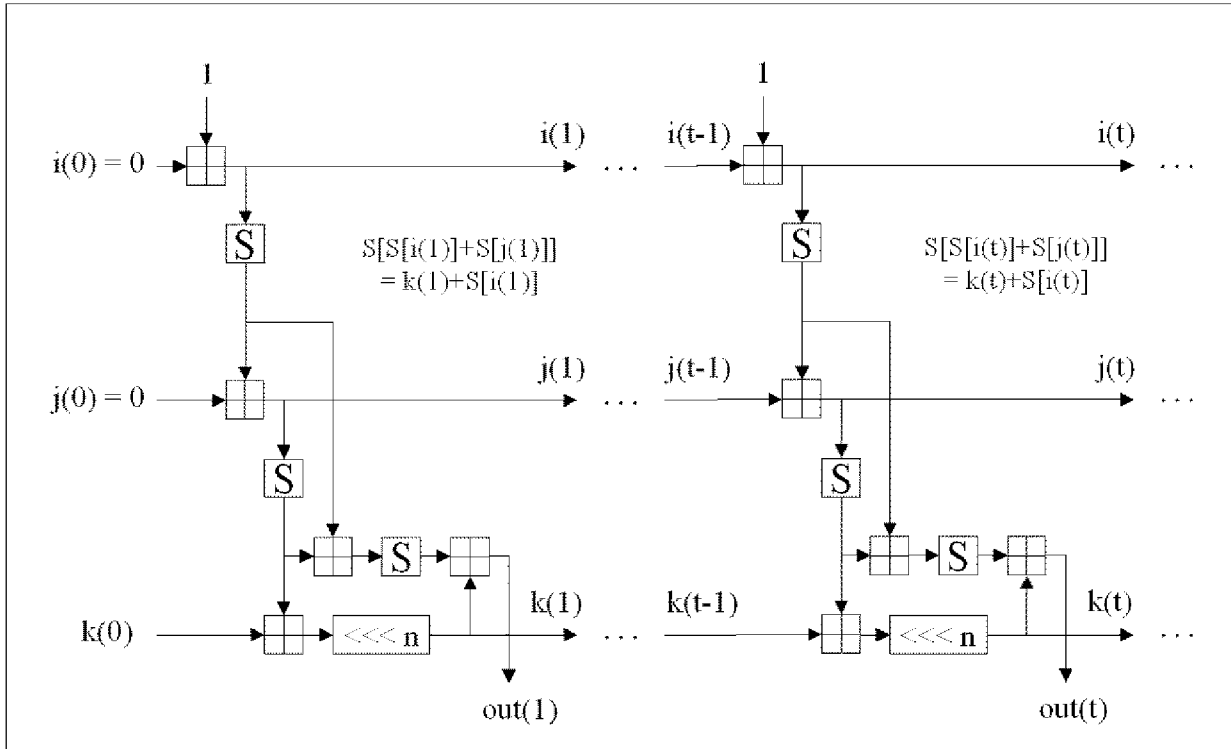 1 1
i(1) i(t-1) i(t)
i(0) = 0 ... ...
S S
S[S[i(1)]+S[j(1)]] S[S[i(t)]+S[j(t)]]
= k(1)+S[i(1)] = k(t)+S[i(t)]
j(1) j(t-1) j(t)
j(0) = 0 ... ...
S S
S S
k(0) <<< n k(1) k(t-1) <<< n k(t)
... ...
out(1) out(t)